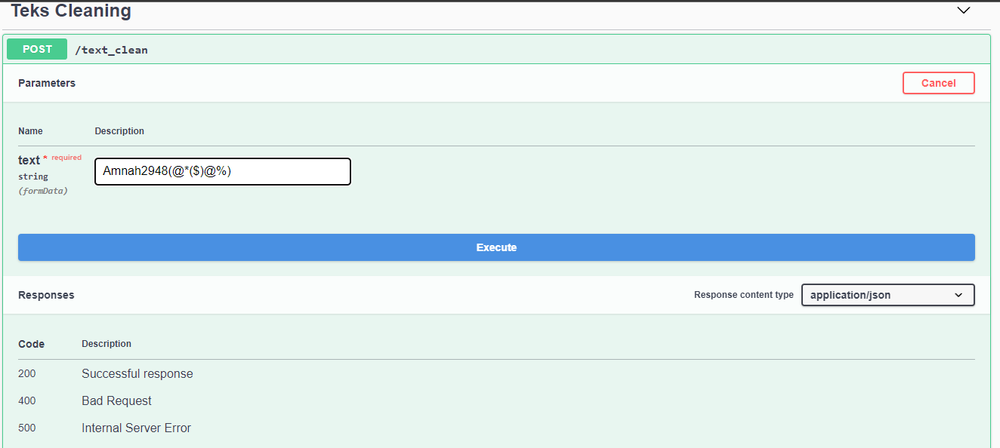 Teks Cleaning
POST /text_clean
Parameters
Cancel
Name Description
text * required
string
(formData)
Amnah2948(@*($)@%)
Execute
Responses
Response content type application/json
Code Description
200 Successful response
400 Bad Request
500 Internal Server Error